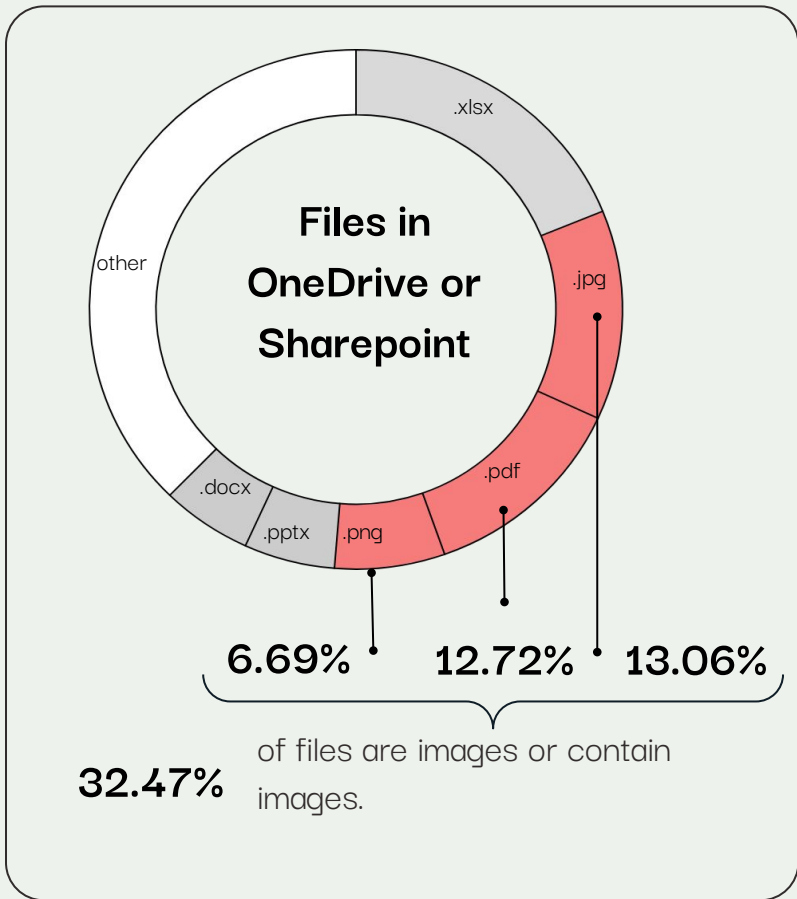 .xlsx
Files in
OneDrive or
Sharepoint
other
.jpg
.pdf
.docx
.pptx
.png
6.69%
12.72%
13.06%
32.47%
of files are images or contain
images.